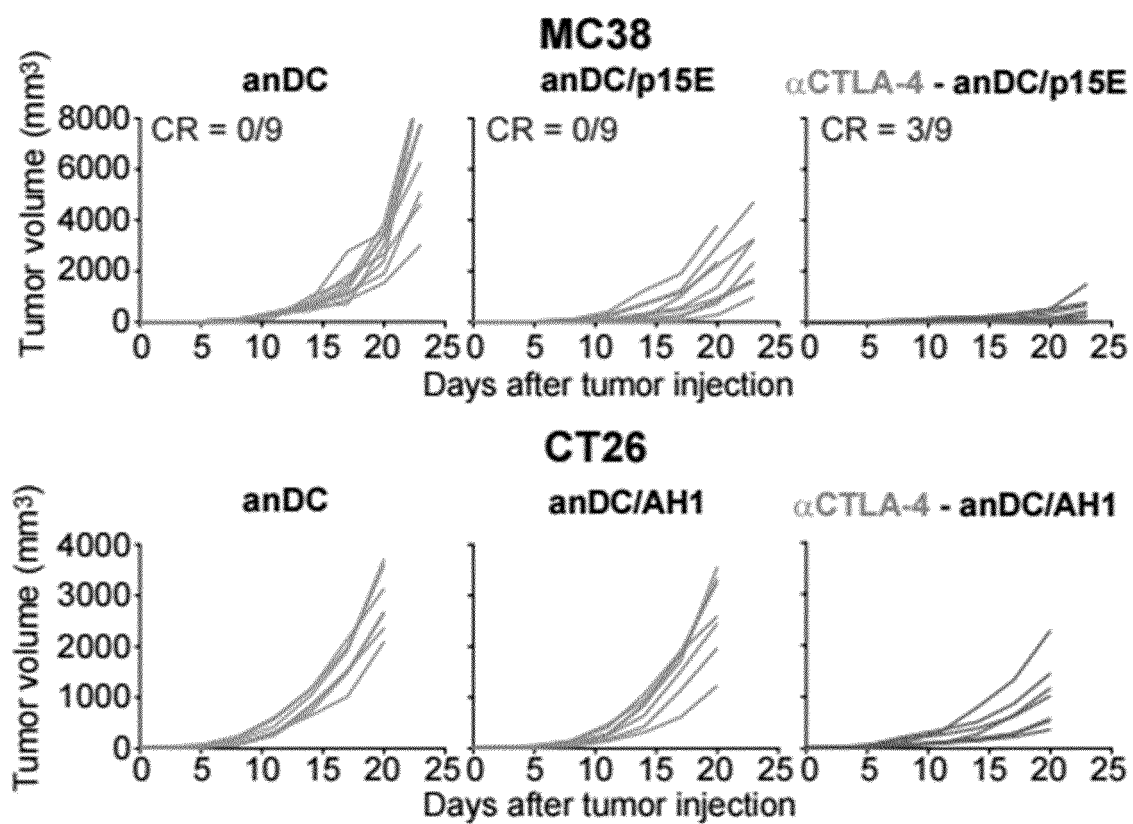 MC38
anDC anDC/p15E αCTLA-4 - anDC/p15E
Tumor volume (mm³)
8000
6000
4000
2000
0
CR = 0/9 CR = 0/9 CR = 3/9
0 5 10 15 20 25 0 5 10 15 20 25 0 5 10 15 20 25
Days after tumor injection
CT26
anDC anDC/AH1 αCTLA-4 - anDC/AH1
Tumor volume (mm³)
4000
3000
2000
1000
0
0 5 10 15 20 25 0 5 10 15 20 25 0 5 10 15 20 25
Days after tumor injection